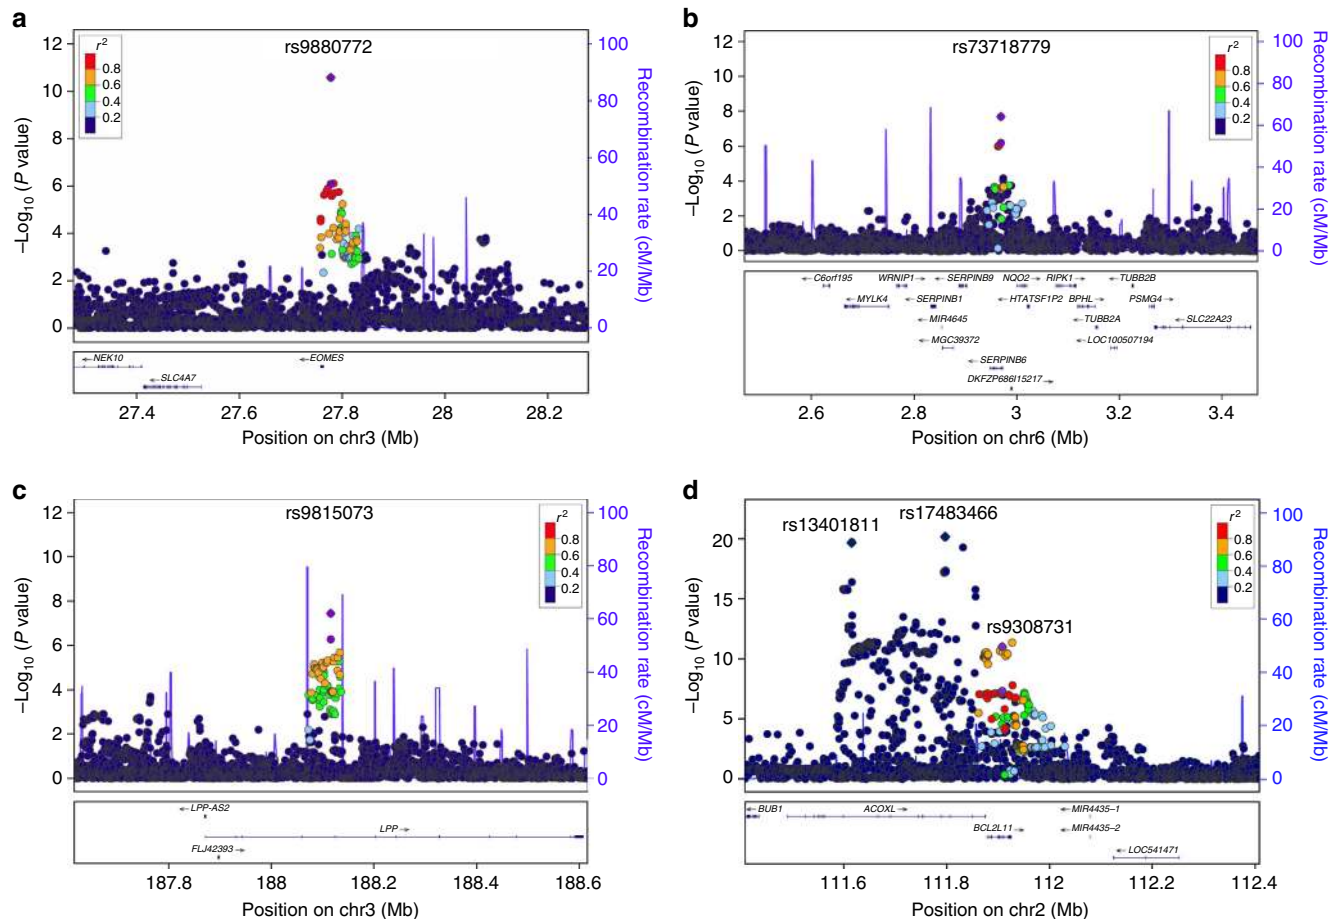 a
rs9880772
r²
0.8
0.6
0.4
0.2
12
10
8
6
4
2
0
100
80
60
40
20
0
−Log₁₀ (P value)
Recombination rate (cM/Mb)
← NEK10
← EOMES
← SLC4A7
27.4 27.6 27.8 28 28.2
Position on chr3 (Mb)
b
rs73718779
r²
0.8
0.6
0.4
0.2
12
10
8
6
4
2
0
100
80
60
40
20
0
−Log₁₀ (P value)
Recombination rate (cM/Mb)
← C6orf195 WRNIP1 → ← SERPINB9 NQO2 → RIPK1 → ← TUBB2B
← MYLK4 ← SERPINB1 ← HTATSF1P2 BPHL → PSMG4 →
← MIR4645 ← TUBB2A ← SLC22A23
← MGC39372 ← LOC100507194
← SERPINB6
DKFZP686I15217 →
2.6 2.8 3 3.2 3.4
Position on chr6 (Mb)
c
rs9815073
r²
0.8
0.6
0.4
0.2
12
10
8
6
4
2
0
100
80
60
40
20
0
−Log₁₀ (P value)
Recombination rate (cM/Mb)
← LPP-AS2
LPP →
FLJ42393 →
187.8 188 188.2 188.4 188.6
Position on chr3 (Mb)
d
rs13401811
rs17483466
rs9308731
r²
0.8
0.6
0.4
0.2
20
15
10
5
0
100
80
60
40
20
0
−Log₁₀ (P value)
Recombination rate (cM/Mb)
← BUB1 ACOXL → ← MIR4435−1
BCL2L11 → ← MIR4435−2
← LOC541471
111.6 111.8 112 112.2 112.4
Position on chr2 (Mb)